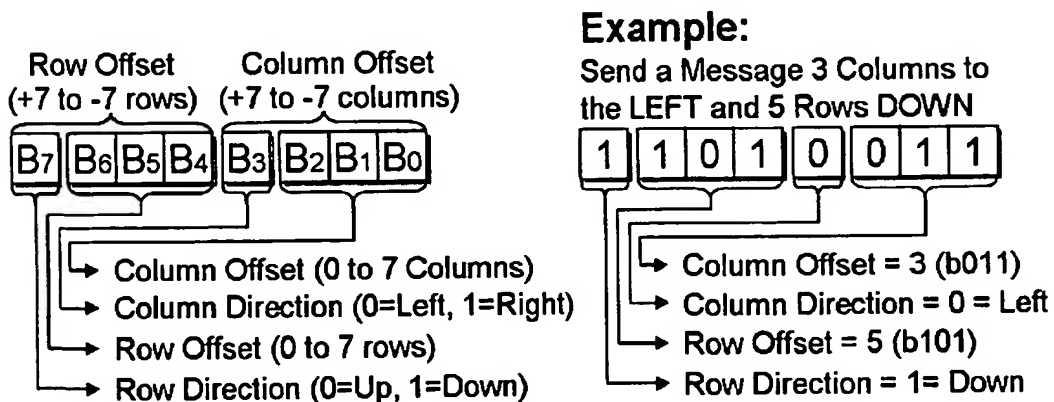 Row Offset
(+7 to -7 rows)
Column Offset
(+7 to -7 columns)
B7 B6 B5 B4 B3 B2 B1 B0
Column Offset (0 to 7 Columns)
Column Direction (0=Left, 1=Right)
Row Offset (0 to 7 rows)
Row Direction (0=Up, 1=Down)
Example:
Send a Message 3 Columns to
the LEFT and 5 Rows DOWN
1 1 0 1 0 0 1 1
Column Offset = 3 (b011)
Column Direction = 0 = Left
Row Offset = 5 (b101)
Row Direction = 1= Down